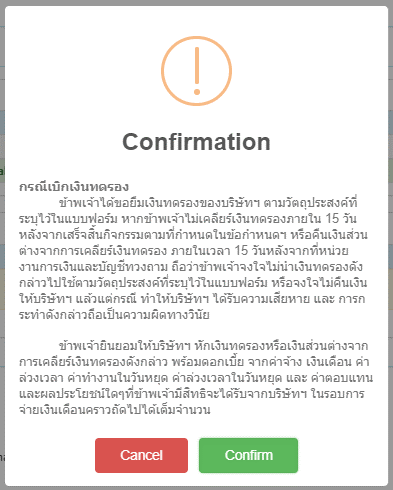 Confirmation
กรณีเบิกเงินทดรอง
ข้าพเจ้าได้ขอยืมเงินทดรองของบริษัทฯ ตามวัตถุประสงค์ที่
ระบุไว้ในแบบฟอร์ม หากข้าพเจ้าไม่เคลียร์เงินทดรองภายใน 15 วัน
หลังจากเสร็จสิ้นกิจกรรมตามที่กำหนดในข้อกำหนดฯ หรือคืนเงินส่วน
ต่างจากการเคลียร์เงินทดรอง ภายในเวลา 15 วันหลังจากที่หน่วย
งานการเงินและบัญชีทวงถาม ถือว่าข้าพเจ้าจงใจไม่นำเงินทดรองดัง
กล่าวไปใช้ตามวัตถุประสงค์ที่ระบุไว้ในแบบฟอร์ม หรือจงใจไม่คืนเงิน
ให้บริษัทฯ แล้วแต่กรณี ทำให้บริษัทฯ ได้รับความเสียหาย และ การก
ระทำดังกล่าวถือเป็นความผิดทางวินัย
ข้าพเจ้ายินยอมให้บริษัทฯ หักเงินทดรองหรือเงินส่วนต่างจาก
การเคลียร์เงินทดรองดังกล่าว พร้อมดอกเบี้ย จากค่าจ้าง เงินเดือน ค่า
ล่วงเวลา ค่าทำงานในวันหยุด ค่าล่วงเวลาในวันหยุด และ ค่าตอบแทน
และผลประโยชน์ใดๆที่ข้าพเจ้ามีสิทธิจะได้รับจากบริษัทฯ ในรอบการ
จ่ายเงินเดือนคราวถัดไปได้เต็มจำนวน
Cancel Confirm